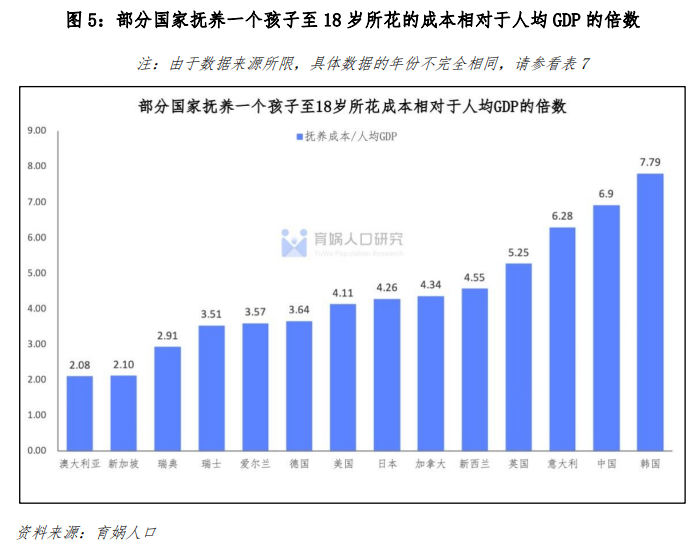 图 5：部分国家抚养一个孩子至 18 岁所花的成本相对于人均 GDP 的倍数
注：由于数据来源所限，具体数据的年份不完全相同，请参看表 7
部分国家抚养一个孩子至18岁所花成本相对于人均GDP的倍数
抚养成本/人均GDP
9.00
8.00
7.00
6.00
5.00
4.00
3.00
2.00
1.00
0.00
2.08
2.10
2.91
3.51
3.57
3.64
4.11
4.26
4.34
4.55
5.25
6.28
6.9
7.79
育娲人口研究
YuWa Population Research
澳大利亚
新加坡
瑞典
瑞士
爱尔兰
德国
美国
日本
加拿大
新西兰
英国
意大利
中国
韩国
资料来源：育娲人口